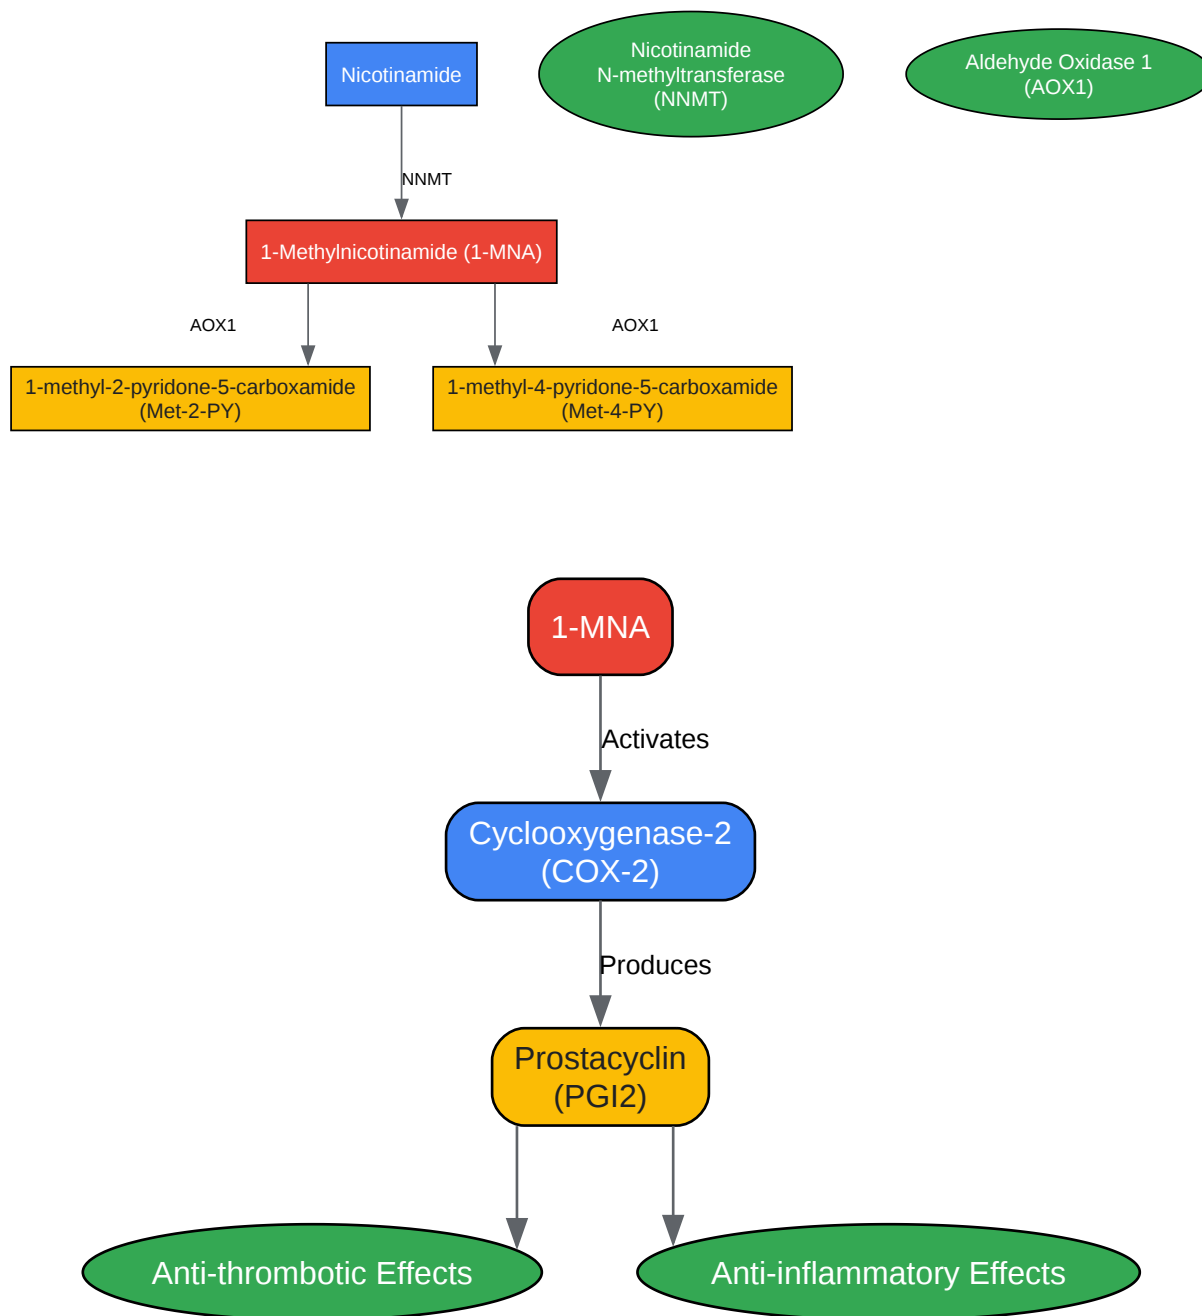 Nicotinamide
Nicotinamide
N-methyltransferase
(NNMT)
Aldehyde Oxidase 1
(AOX1)
NNMT
1-Methylnicotinamide (1-MNA)
AOX1
AOX1
1-methyl-2-pyridone-5-carboxamide
(Met-2-PY)
1-methyl-4-pyridone-5-carboxamide
(Met-4-PY)
1-MNA
Activates
Cyclooxygenase-2
(COX-2)
Produces
Prostacyclin
(PGI2)
Anti-thrombotic Effects
Anti-inflammatory Effects